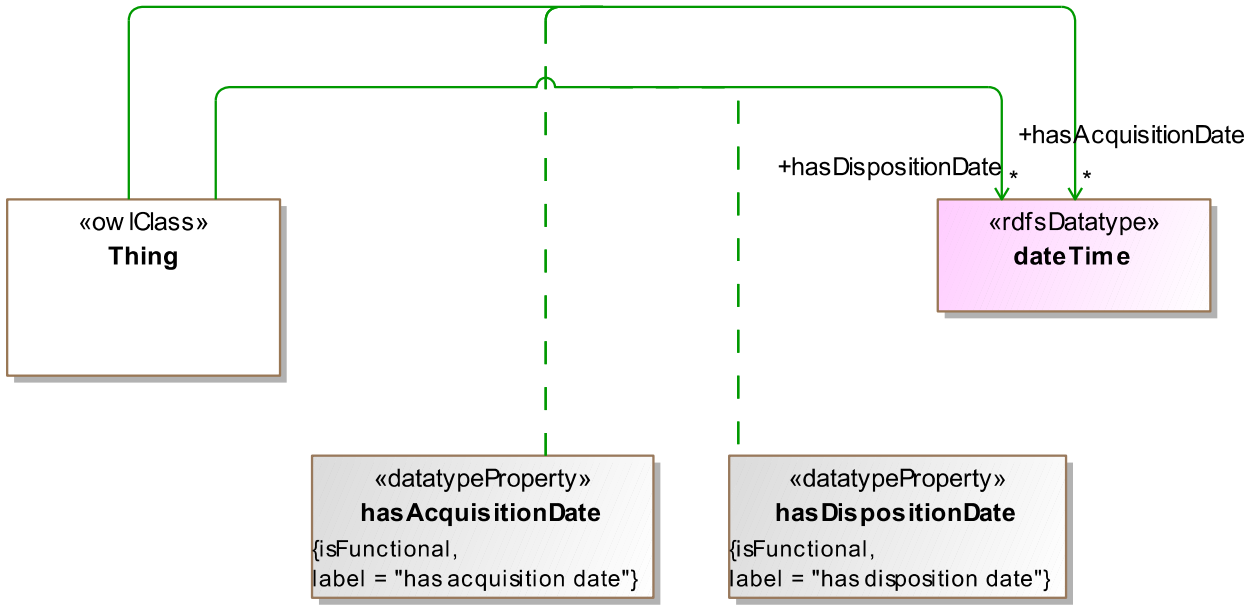 +hasAcquisitionDate
+hasDispositionDate
*
*
«owlClass»
Thing
«rdfsDatatype»
dateTime
«datatypeProperty»
hasAcquisitionDate
{isFunctional,
label = "has acquisition date"}
«datatypeProperty»
hasDispositionDate
{isFunctional,
label = "has disposition date"}